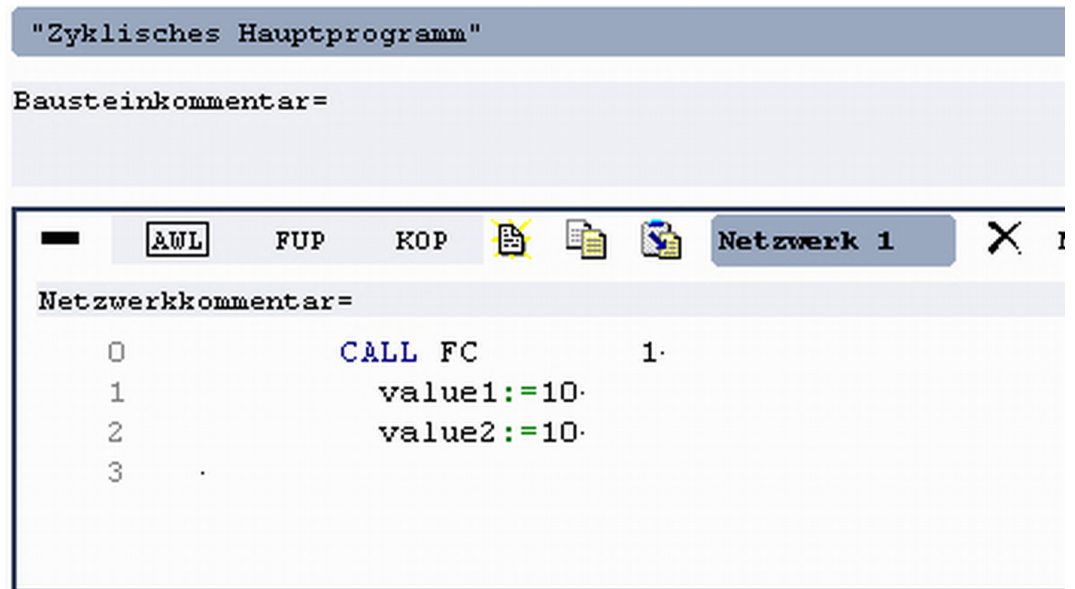 "Zyklisches Hauptprogramm"
Bausteinkommentar=
AWL FUP KOP Netzwerk 1
Netzwerkkommentar=
0 CALL FC 1
1 value1:=10
2 value2:=10
3